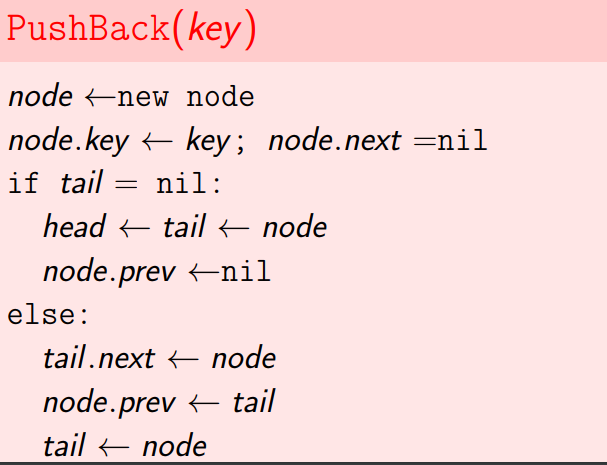 PushBack(key)
node ←new node
node.key ← key; node.next =nil
if tail = nil:
head ← tail ← node
node.prev ←nil
else:
tail.next ← node
node.prev ← tail
tail ← node